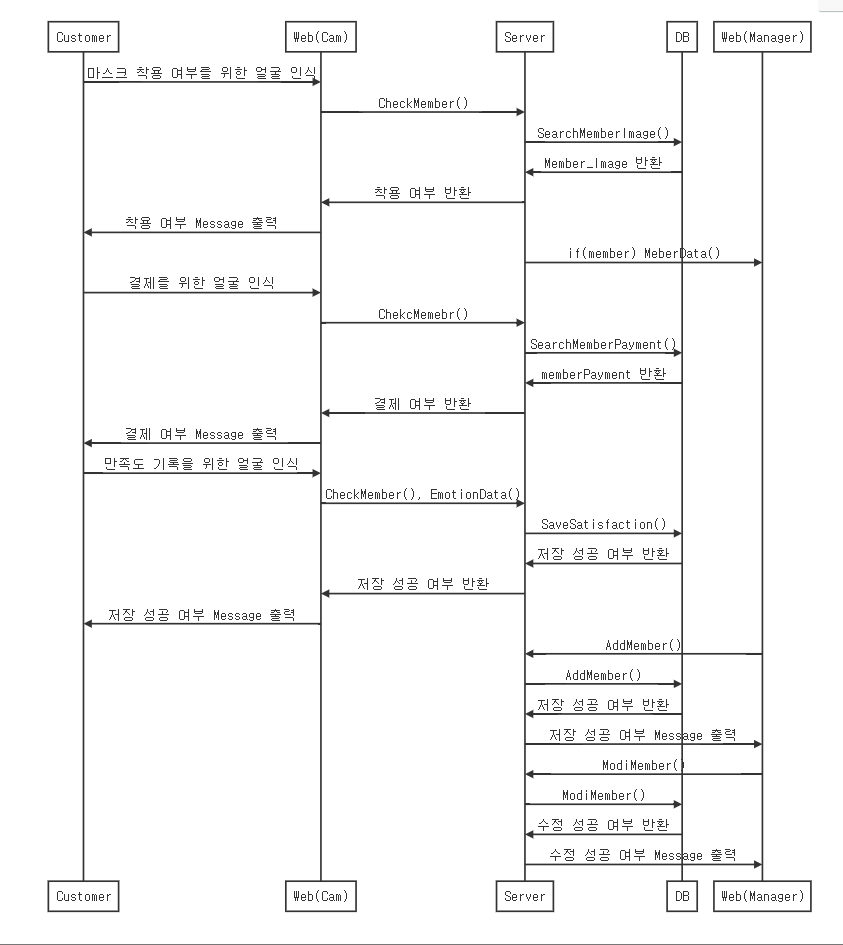 Customer Web(Cam) Server DB Web(Manager)
마스크 착용 여부를 위한 얼굴 인식
CheckMember()
SearchMemberImage()
Member_Image 반환
착용 여부 반환
착용 여부 Message 출력
if(member) MeberData()
결제를 위한 얼굴 인식
ChekcMemebr()
SearchMemberPayment()
memberPayment 반환
결제 여부 반환
결제 여부 Message 출력
만족도 기록을 위한 얼굴 인식
CheckMember(), EmotionData()
SaveSatisfaction()
저장 성공 여부 반환
저장 성공 여부 반환
저장 성공 여부 Message 출력
AddMember()
AddMember()
저장 성공 여부 반환
저장 성공 여부 Message 출력
ModiMember()
ModiMember()
수정 성공 여부 반환
수정 성공 여부 Message 출력
Customer Web(Cam) Server DB Web(Manager)